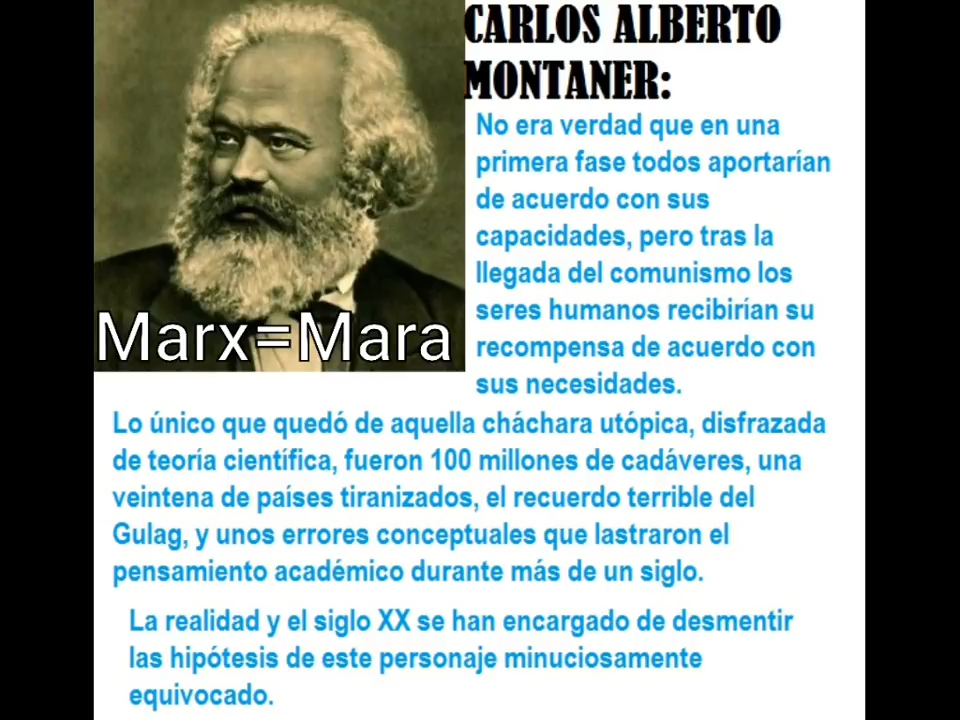 CARLOS ALBERTO
MONTANER:
No era verdad que en una
primera fase todos aportarían
de acuerdo con sus
capacidades, pero tras la
llegada del comunismo los
seres humanos recibirían su
recompensa de acuerdo con
sus necesidades.
Marx=Mara
Lo único que quedó de aquella cháchara utópica, disfrazada
de teoría científica, fueron 100 millones de cadáveres, una
veintena de países tiranizados, el recuerdo terrible del
Gulag, y unos errores conceptuales que lastraron el
pensamiento académico durante más de un siglo.
La realidad y el siglo XX se han encargado de desmentir
las hipótesis de este personaje minuciosamente
equivocado.